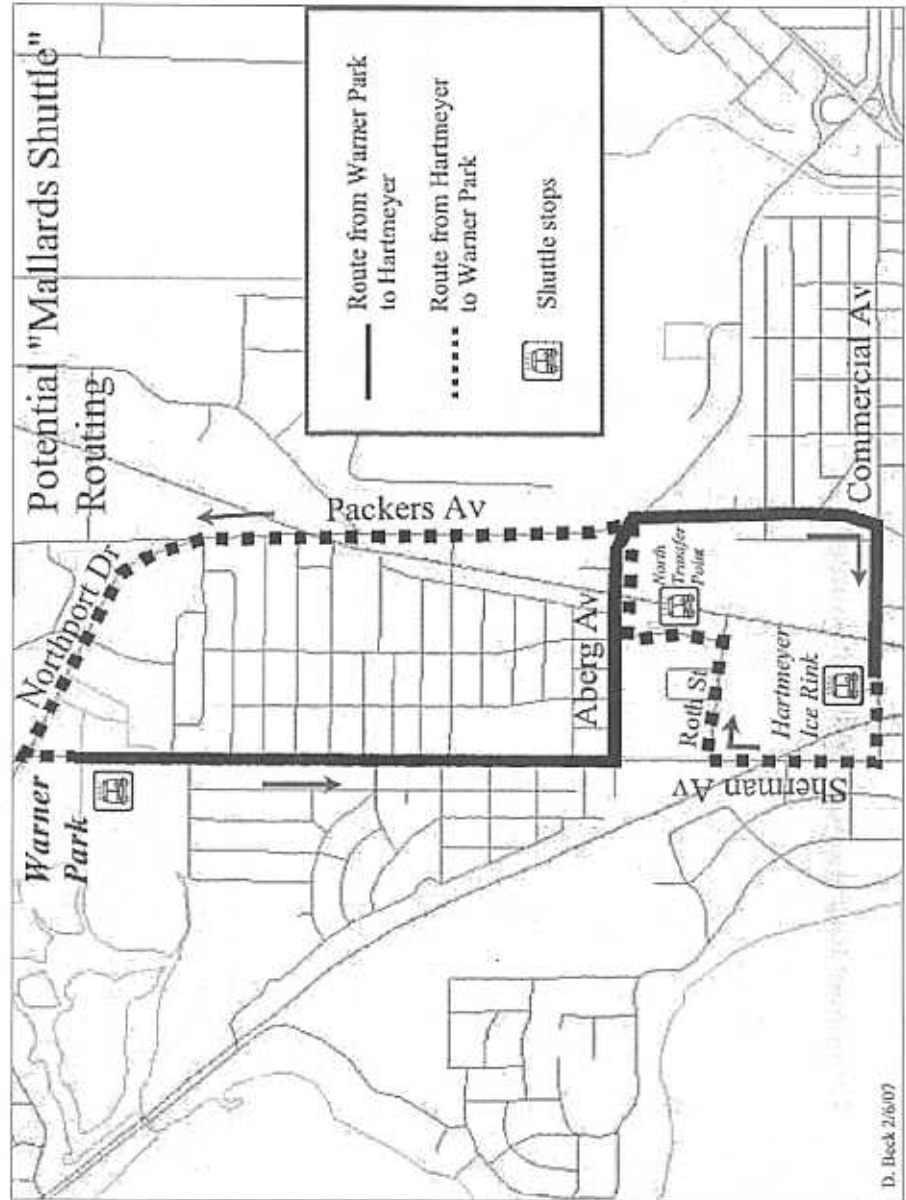 Potential "Mallards Shuttle"
Routing
Route from Warner Park
to Hartmeyer
Route from Hartmeyer
to Warner Park
Shuttle stops
Northport Dr
Packers Av
Warner
Park
Aberg Av
North
Transfer
Point
Roth St
Hartmeyer
Ice Rink
Sherman Av
Commercial Av
D. Beck 2/6/07